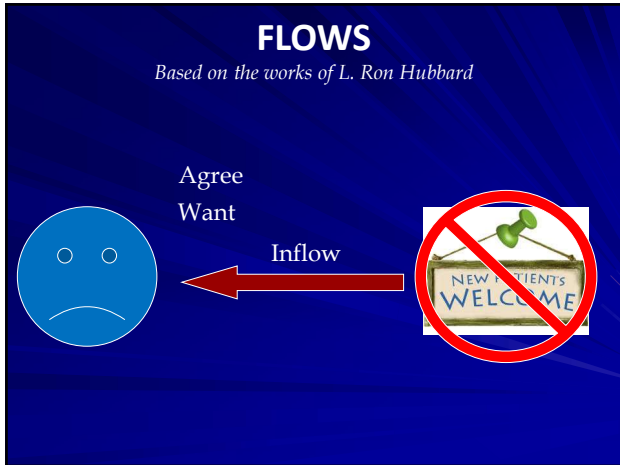 FLOWS
Based on the works of L. Ron Hubbard
Agree
Want
Inflow
NEW PATIENTS
WELCOME